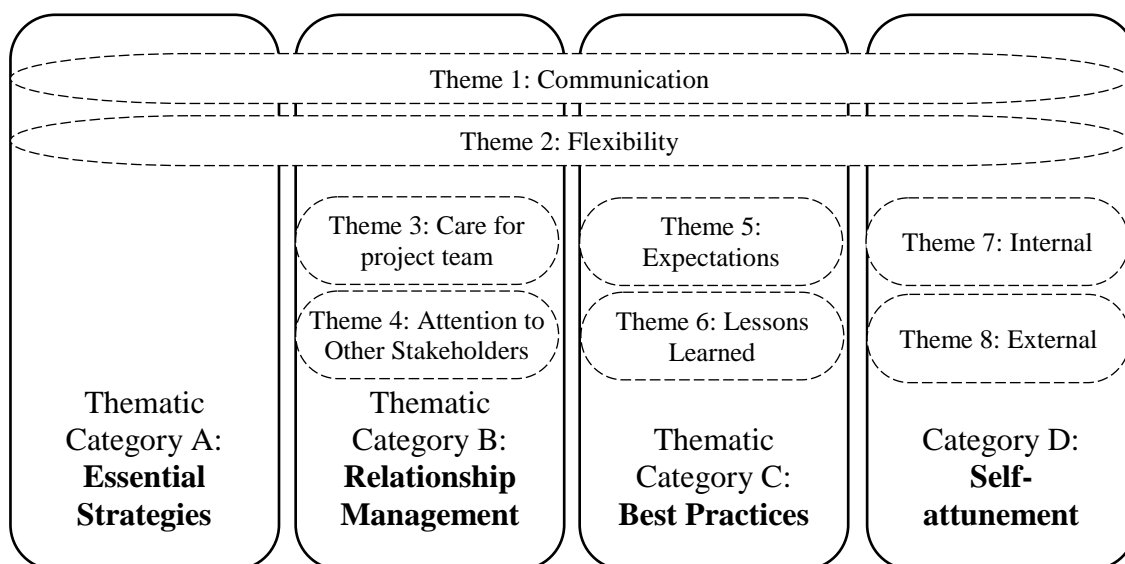 Theme 1: Communication
Theme 2: Flexibility
Theme 3: Care for
project team
Theme 4: Attention to
Other Stakeholders
Theme 5:
Expectations
Theme 6: Lessons
Learned
Theme 7: Internal
Theme 8: External
Thematic
Category A:
Essential
Strategies
Thematic
Category B:
Relationship
Management
Thematic
Category C:
Best Practices
Category D:
Self-
attunement